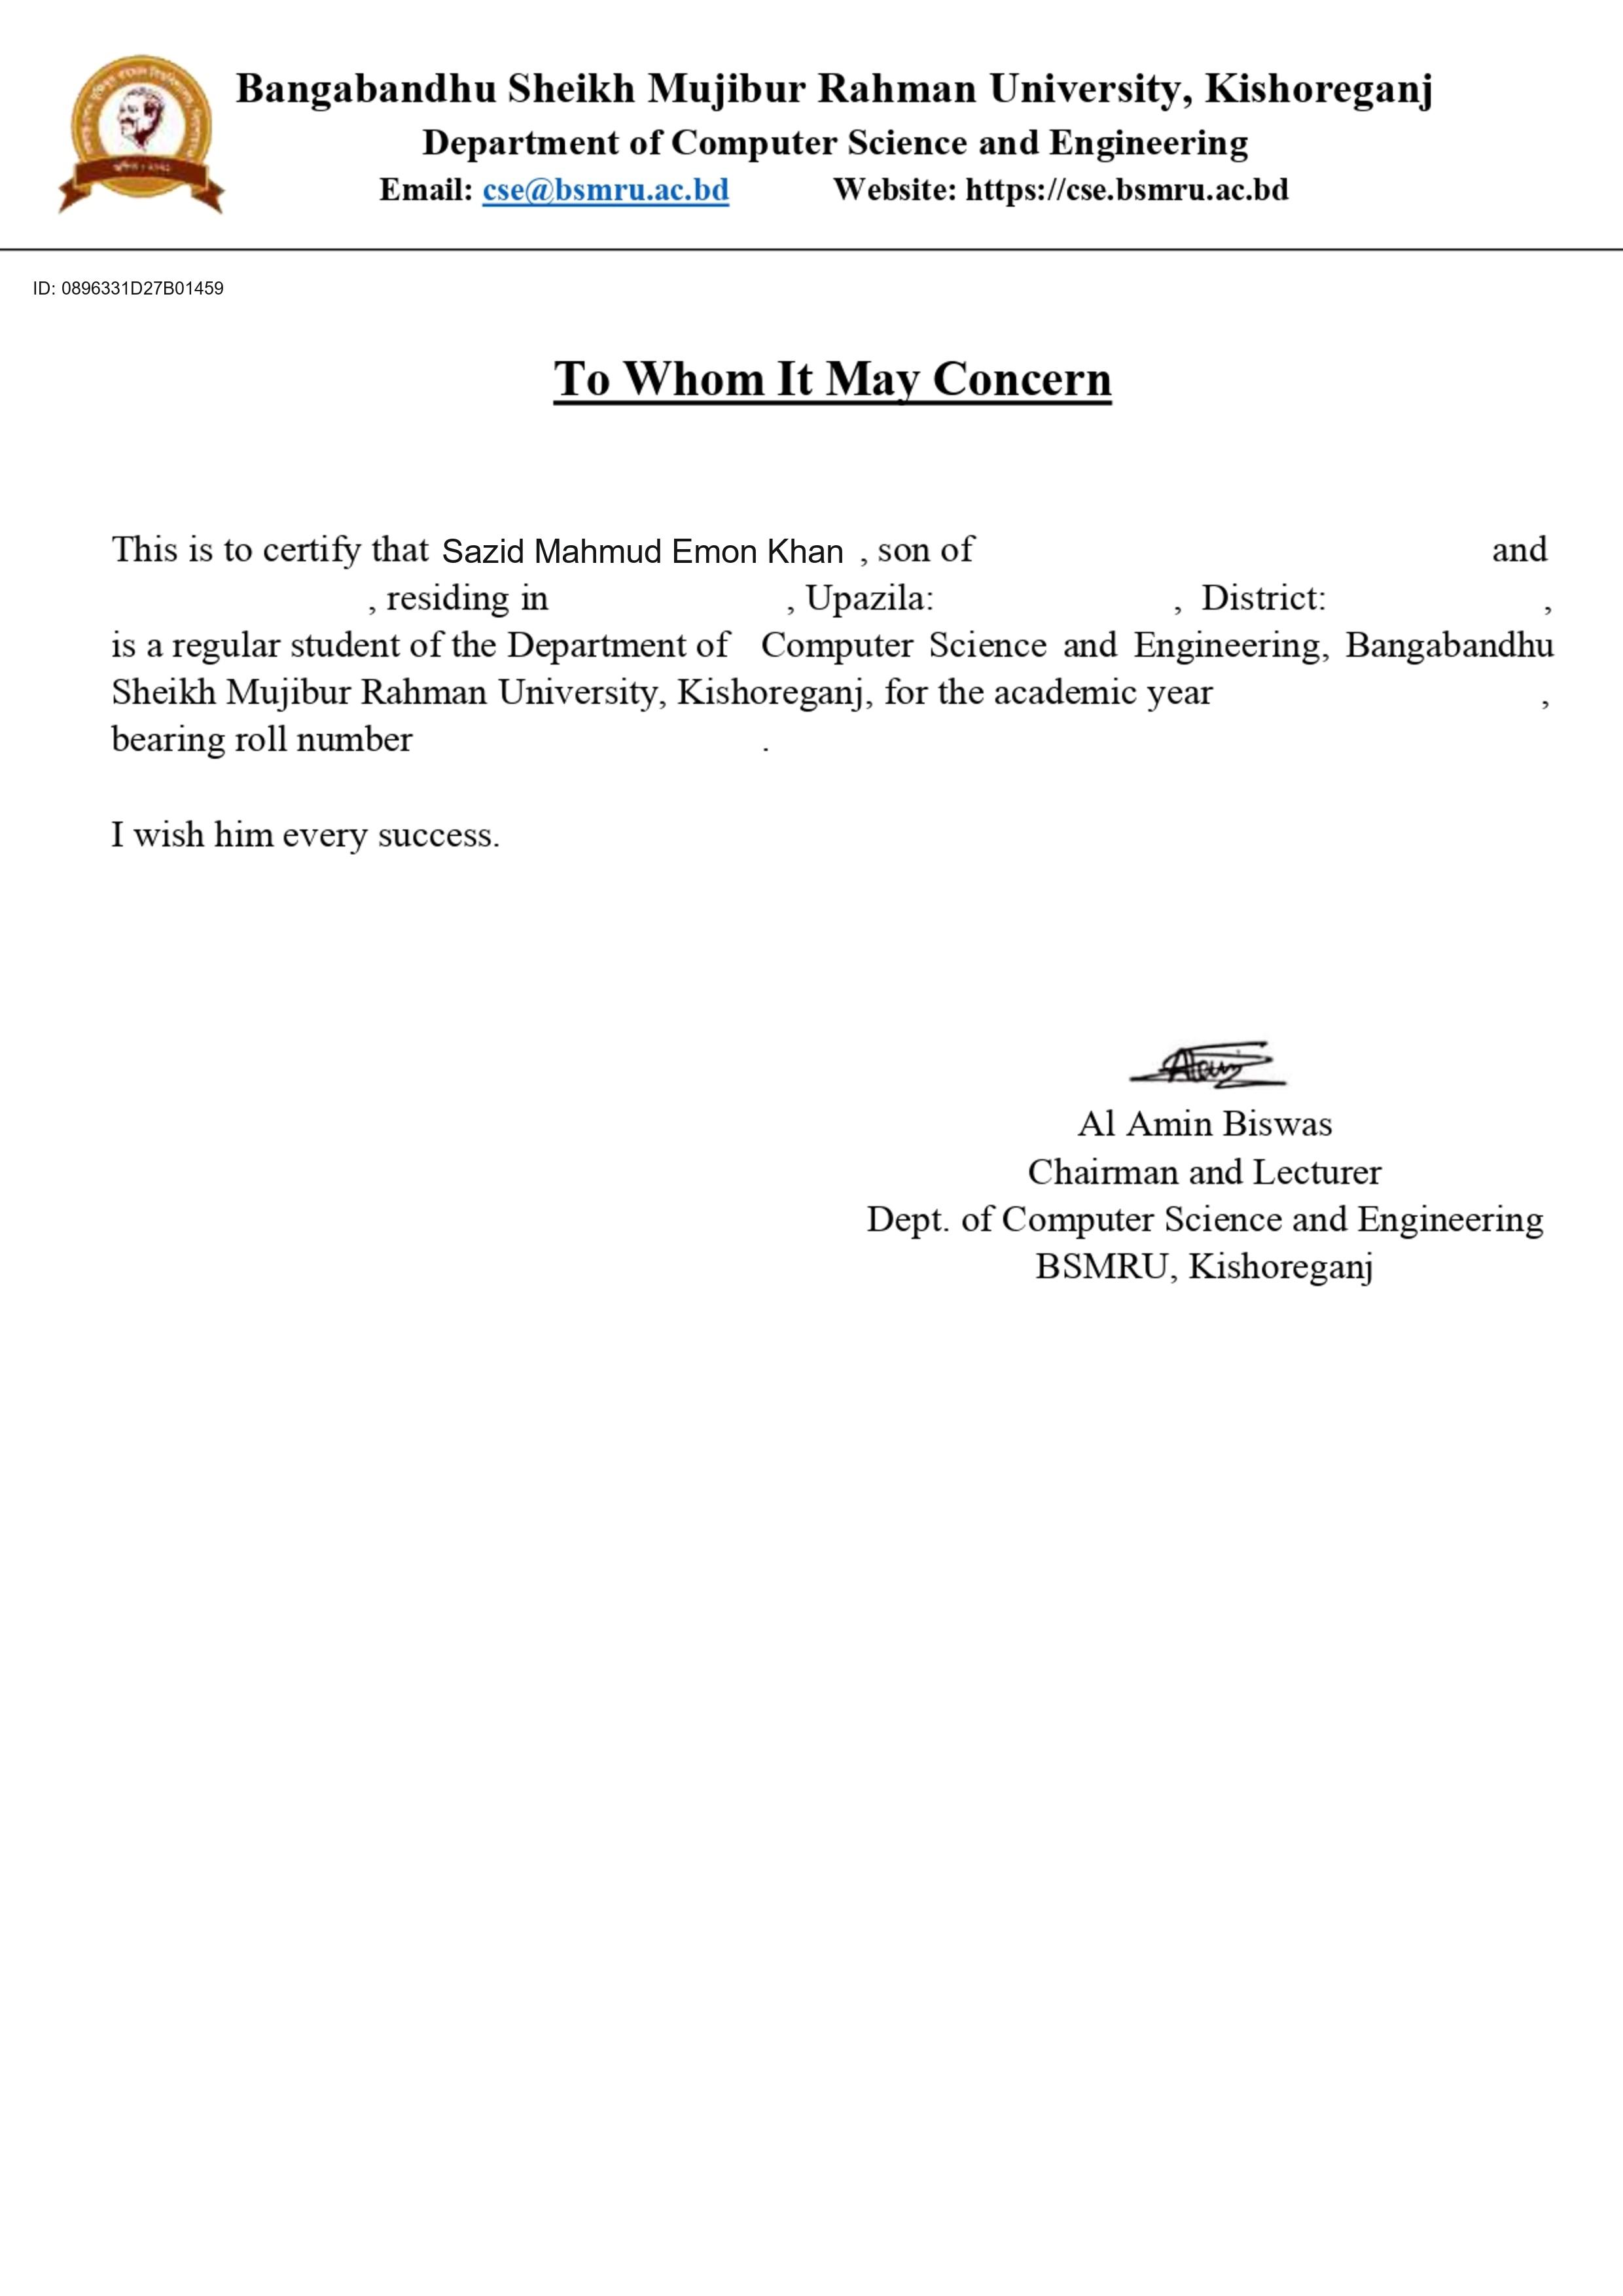 Bangabandhu Sheikh Mujibur Rahman University, Kishoreganj
Department of Computer Science and Engineering
Email: cse@bsmru.ac.bd Website: https://cse.bsmru.ac.bd
ID: 0896331D27B01459
To Whom It May Concern
This is to certify that Sazid Mahmud Emon Khan , son of and
, residing in , Upazila: , District: ,
is a regular student of the Department of Computer Science and Engineering, Bangabandhu
Sheikh Mujibur Rahman University, Kishoreganj, for the academic year ,
bearing roll number .
I wish him every success.
Al Amin Biswas
Chairman and Lecturer
Dept. of Computer Science and Engineering
BSMRU, Kishoreganj